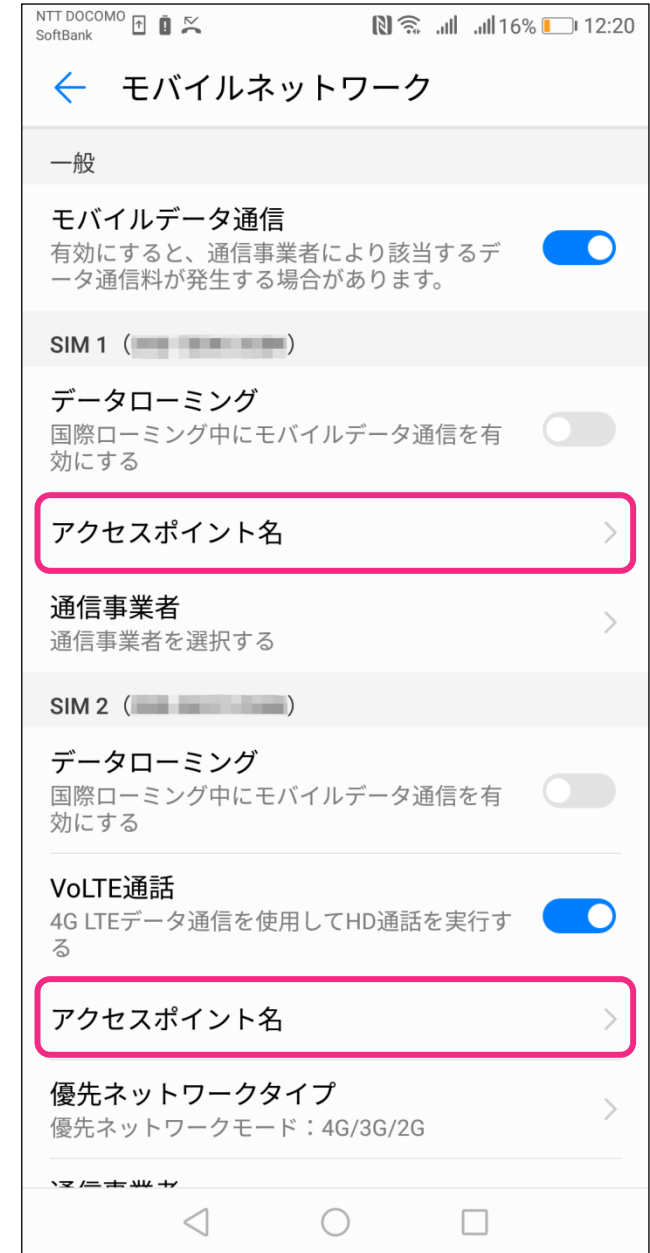 NTT DOCOMO
SoftBank
16% 12:20
モバイルネットワーク
一般
モバイルデータ通信
有効にすると、通信事業者により該当するデ
ータ通信料が発生する場合があります。
SIM 1（ ）
データローミング
国際ローミング中にモバイルデータ通信を有
効にする
アクセスポイント名
通信事業者
通信事業者を選択する
SIM 2（ ）
データローミング
国際ローミング中にモバイルデータ通信を有
効にする
VoLTE通話
4G LTEデータ通信を使用してHD通話を実行す
る
アクセスポイント名
優先ネットワークタイプ
優先ネットワークモード：4G/3G/2G
通信事業者